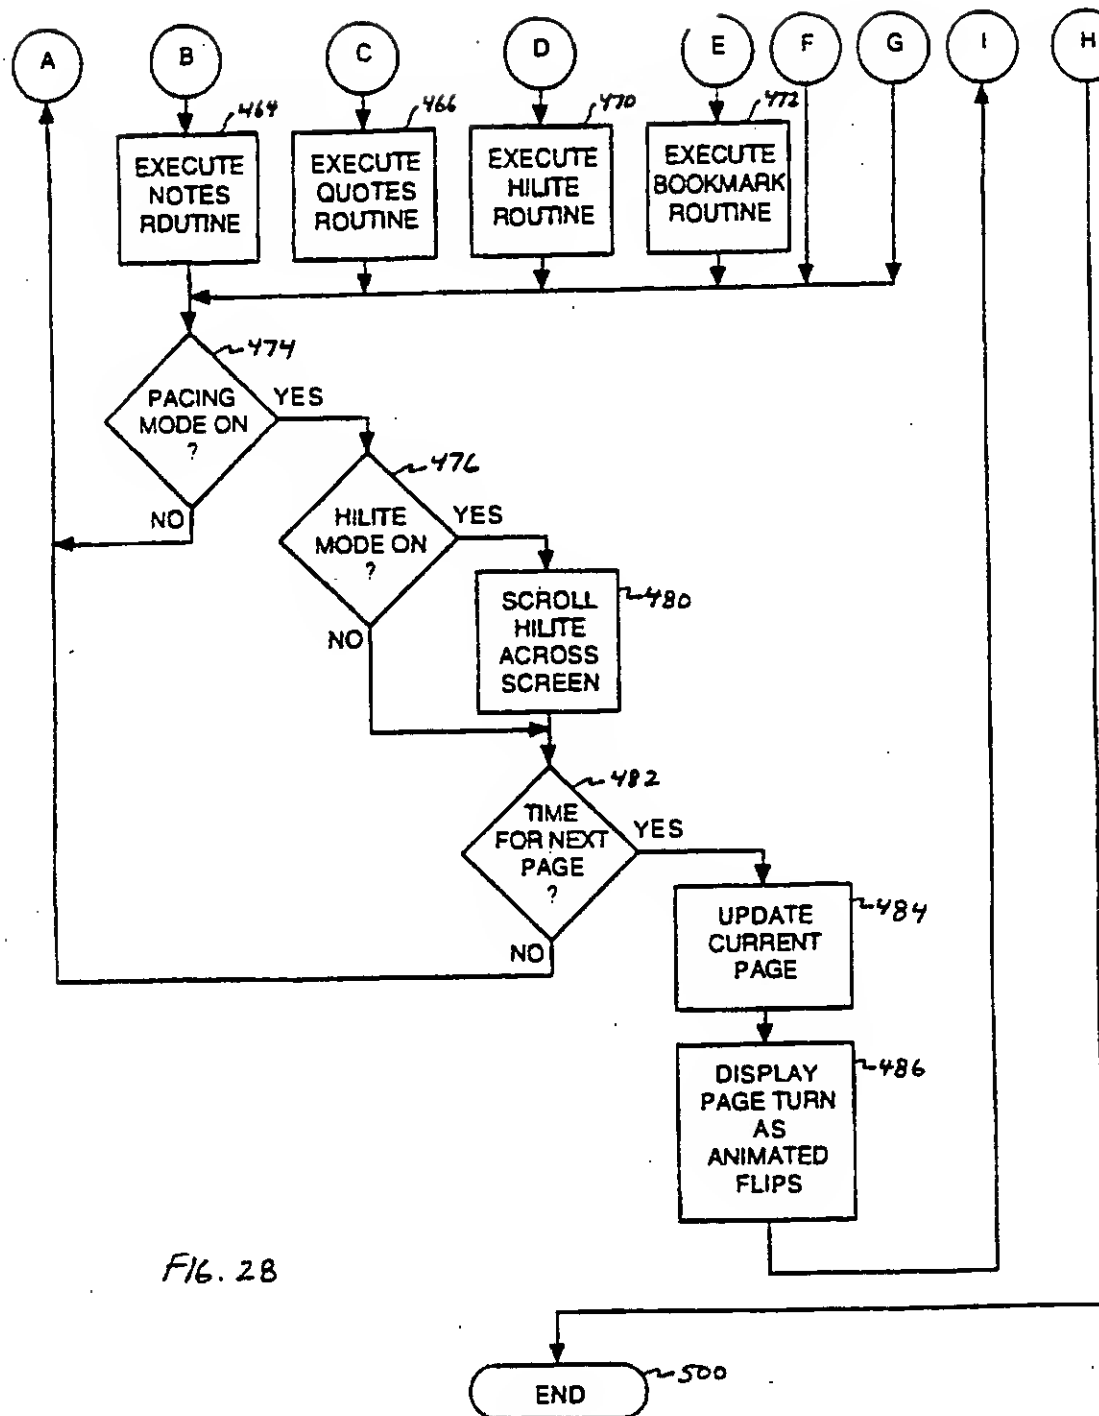 A
B
C
D
E
F
G
I
H
464
466
470
472
EXECUTE
NOTES
RDUTINE
EXECUTE
QUOTES
ROUTINE
EXECUTE
HILITE
ROUTINE
EXECUTE
BOOKMARK
ROUTINE
474
PACING
MODE ON
?
YES
NO
476
HILITE
MODE ON
?
YES
NO
480
SCROLL
HILITE
ACROSS
SCREEN
482
TIME
FOR NEXT
PAGE
?
YES
NO
484
UPDATE
CURRENT
PAGE
486
DISPLAY
PAGE TURN
AS
ANIMATED
FLIPS
FIG. 28
500
END